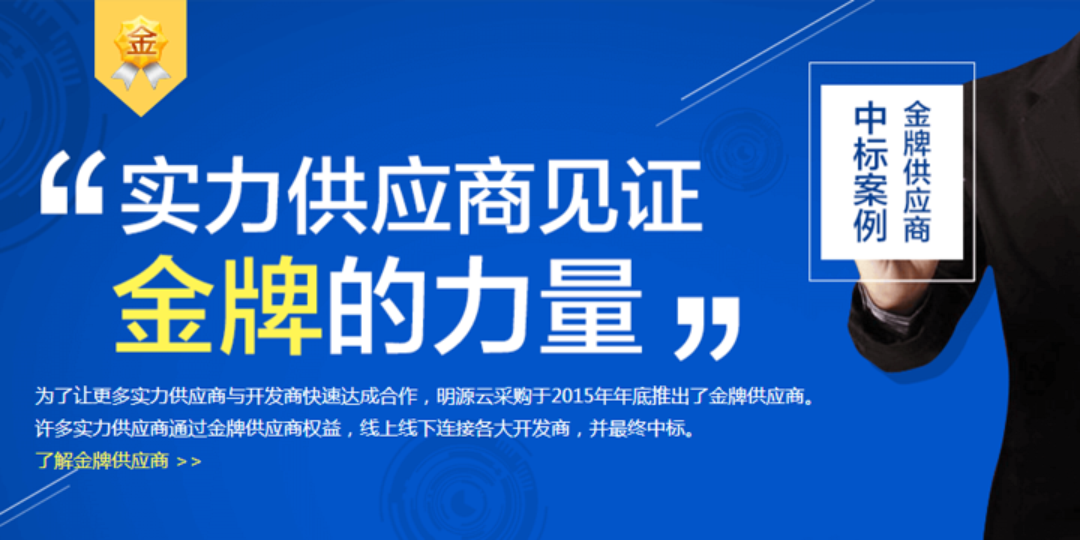 金
“实力供应商见证
金牌的力量”
为了让更多实力供应商与开发商快速达成合作，明源云采购于2015年年底推出了金牌供应商。
许多实力供应商通过金牌供应商权益，线上线下连接各大开发商，并最终中标。
了解金牌供应商 >>
金牌供应商
中标案例